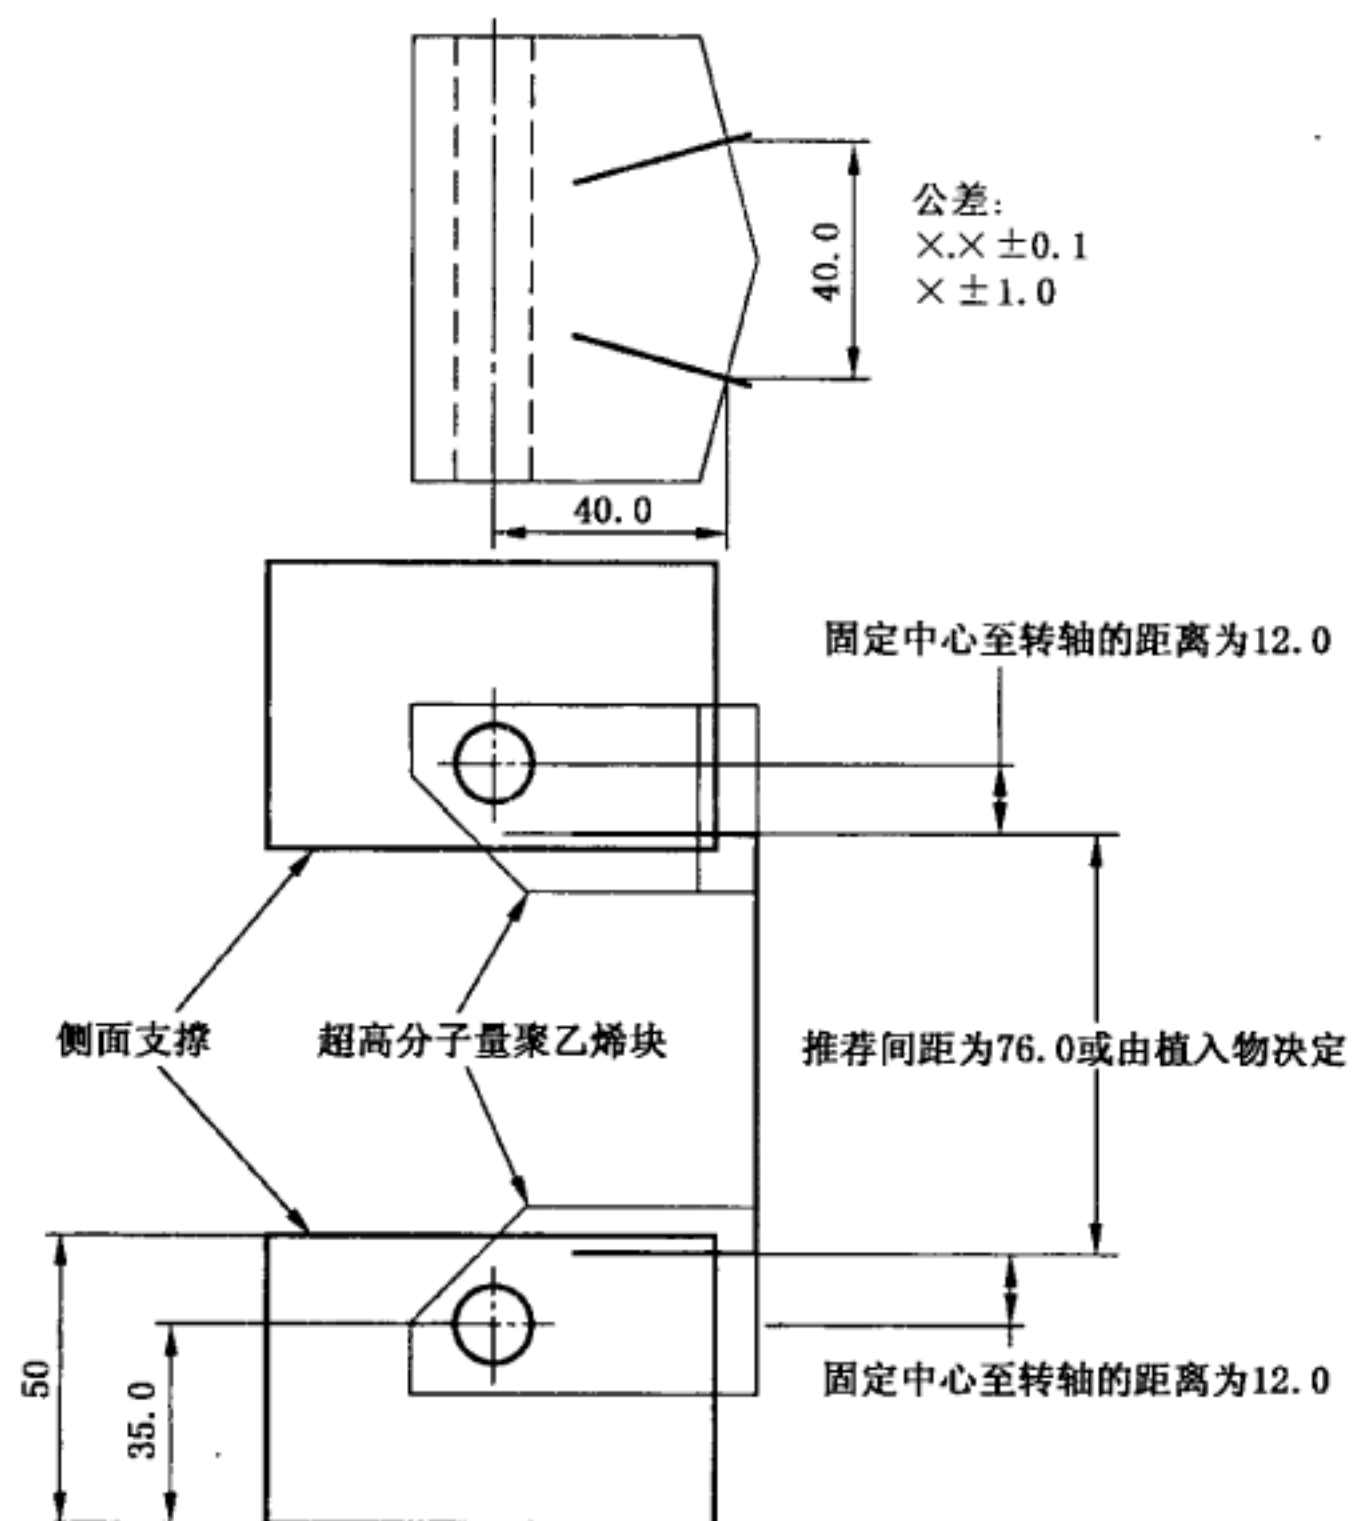 公差:
×.×±0.1
×±1.0
40.0
40.0
固定中心至转轴的距离为12.0
侧面支撑
超高分子量聚乙烯块
推荐间距为76.0或由植入物决定
50
35.0
固定中心至转轴的距离为12.0